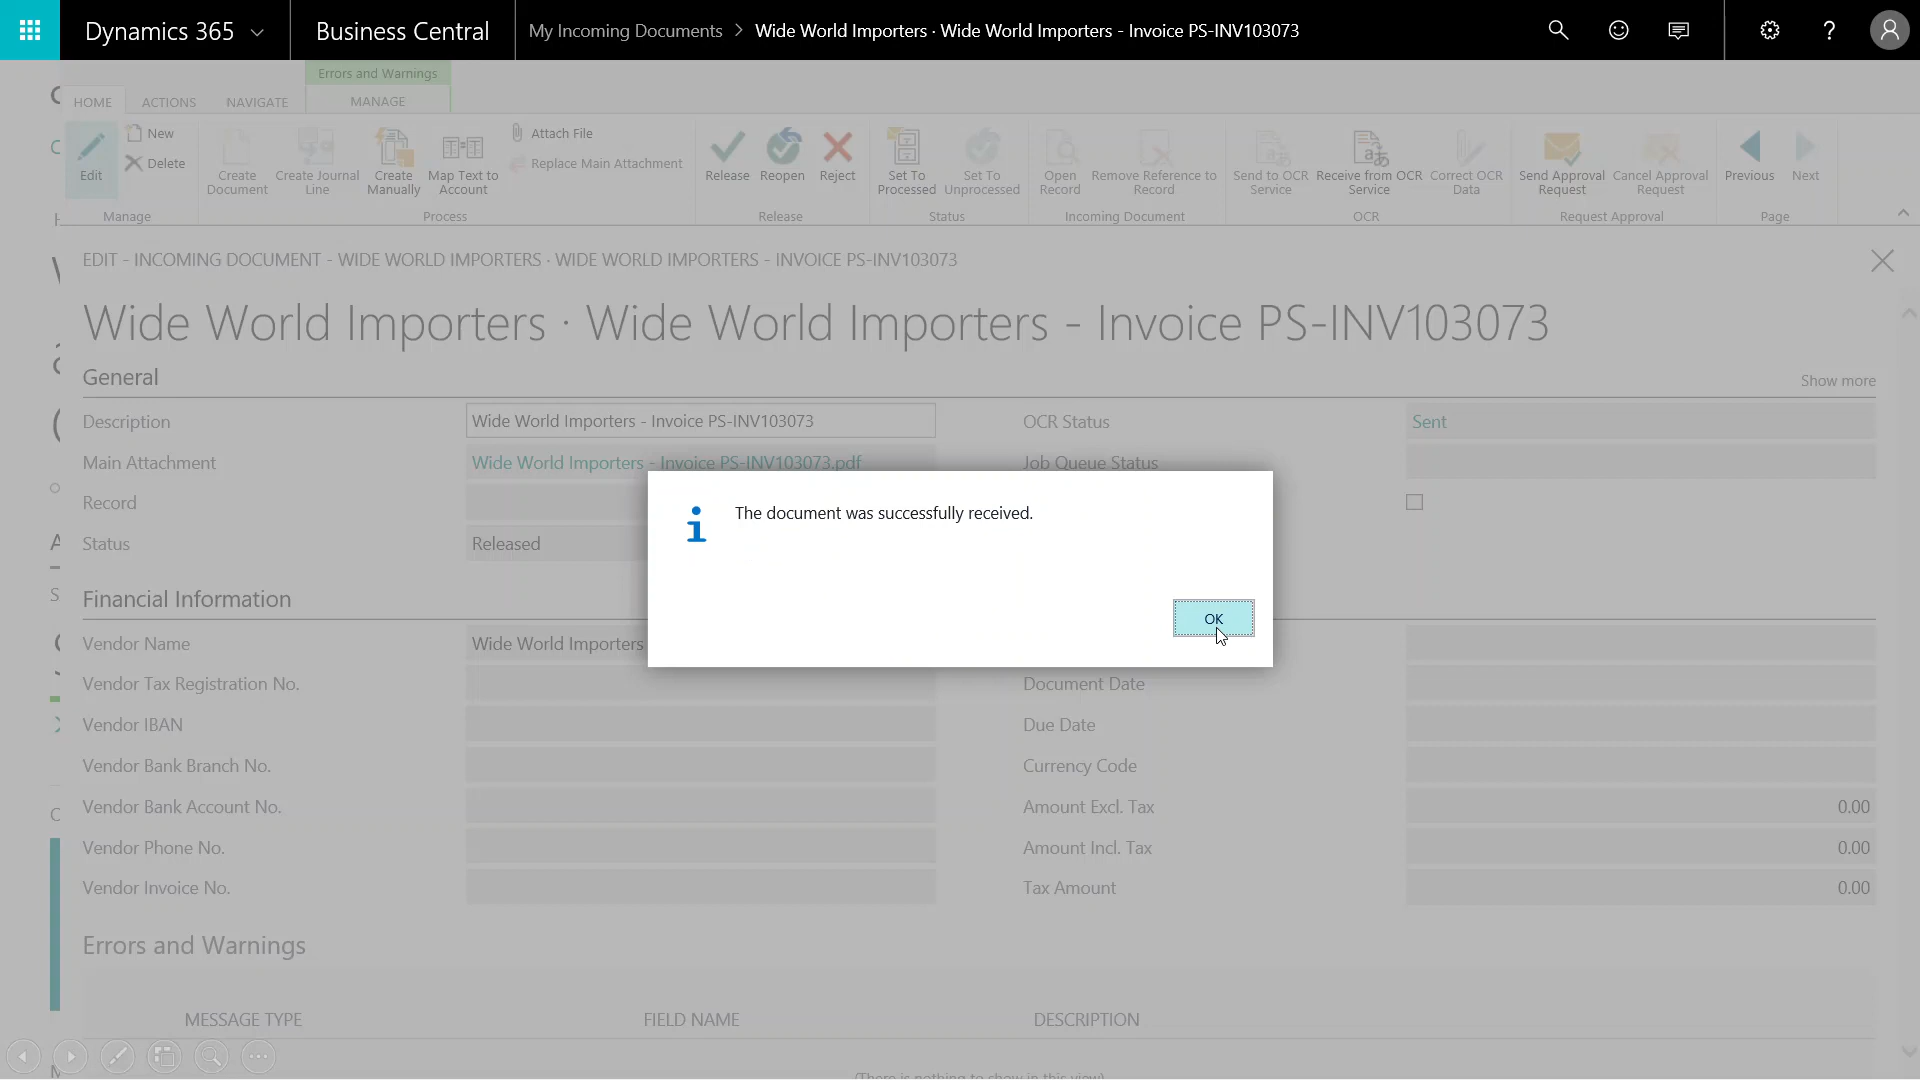 Dynamics 365
Business Central
My Incoming Documents > Wide World Importers · Wide World Importers - Invoice PS-INV103073
Errors and Warnings
HOME
ACTIONS
NAVIGATE
MANAGE
Edit
New
Delete
Manage
Create Document
Create Journal Line
Create Manually
Map Text to Account
Attach File
Replace Main Attachment
Process
Release
Reopen
Reject
Release
Set To Processed
Set To Unprocessed
Status
Open Record
Remove Reference to Record
Incoming Document
Send to OCR Service
Receive from OCR Service
Correct OCR Data
OCR
Send Approval Request
Cancel Approval Request
Request Approval
Previous
Next
Page
EDIT - INCOMING DOCUMENT - WIDE WORLD IMPORTERS · WIDE WORLD IMPORTERS - INVOICE PS-INV103073
Wide World Importers · Wide World Importers - Invoice PS-INV103073
General
Show more
Description
Wide World Importers - Invoice PS-INV103073
OCR Status
Sent
Main Attachment
Wide World Importers - Invoice PS-INV103073.pdf
Job Queue Status
Record
Status
Released
The document was successfully received.
OK
Financial Information
Vendor Name
Wide World Importers
Vendor Tax Registration No.
Document Date
Vendor IBAN
Due Date
Vendor Bank Branch No.
Currency Code
Vendor Bank Account No.
Amount Excl. Tax
0.00
Vendor Phone No.
Amount Incl. Tax
0.00
Vendor Invoice No.
Tax Amount
0.00
Errors and Warnings
MESSAGE TYPE
FIELD NAME
DESCRIPTION
(There is nothing to show in this view)